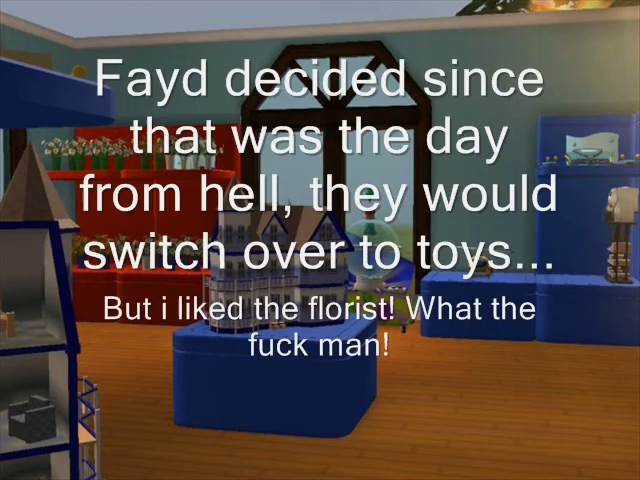 Fayd decided since
that was the day
from hell, they would
switch over to toys...
But i liked the florist! What the
fuck man!